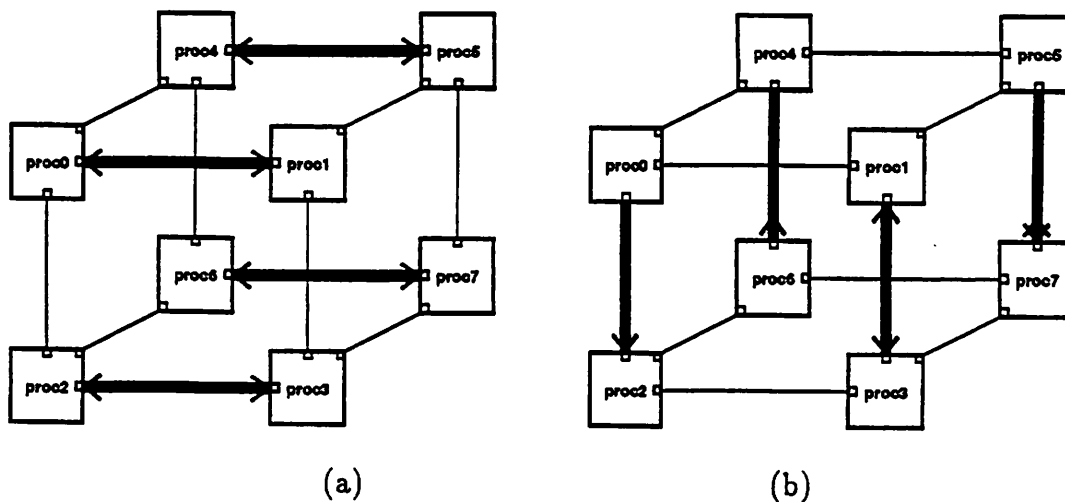 proc4
proc5
proc0
proc1
proc6
proc7
proc2
proc3
(a)
proc4
proc5
proc0
proc1
proc6
proc7
proc2
proc3
(b)